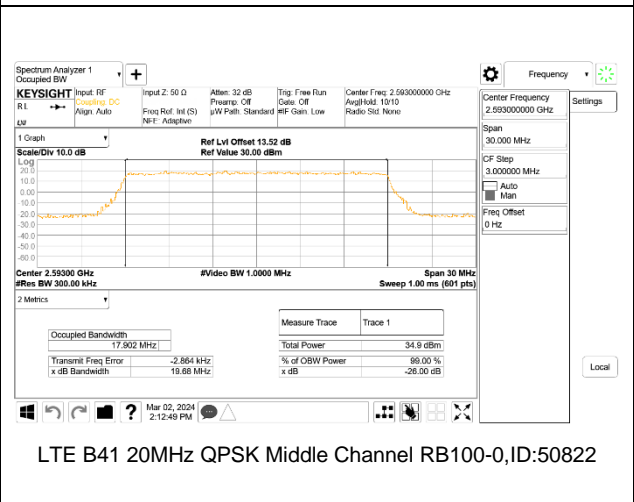 Spectrum Analyzer 1
Occupied BW
+
Frequency
KEYSIGHT
R L
Input: RF
Coupling: DC
Align: Auto
Input Z: 50 Ω
Freq Ref: Int (S)
NFE: Adaptive
Atten: 32 dB
Preamp: Off
µW Path: Standard
Trig: Free Run
Gate: Off
#IF Gain: Low
Center Freq: 2.593000000 GHz
Avg|Hold: 10/10
Radio Std: None
Center Frequency
2.593000000 GHz
Settings
Span
30.000 MHz
CF Step
3.000000 MHz
Auto
Man
Freq Offset
0 Hz
1 Graph
Scale/Div 10.0 dB
Ref Lvl Offset 13.52 dB
Ref Value 30.00 dBm
Log
20.0
10.0
0.00
-10.0
-20.0
-30.0
-40.0
-50.0
-60.0
Center 2.59300 GHz
#Video BW 1.0000 MHz
Span 30 MHz
#Res BW 300.00 kHz
Sweep 1.00 ms (601 pts)
2 Metrics
Measure Trace
Trace 1
Occupied Bandwidth
17.902 MHz
Total Power
34.9 dBm
Transmit Freq Error
-2.864 kHz
% of OBW Power
99.00 %
x dB Bandwidth
19.68 MHz
x dB
-26.00 dB
Local
?
Mar 02, 2024
2:12:49 PM
LTE B41 20MHz QPSK Middle Channel RB100-0,ID:50822